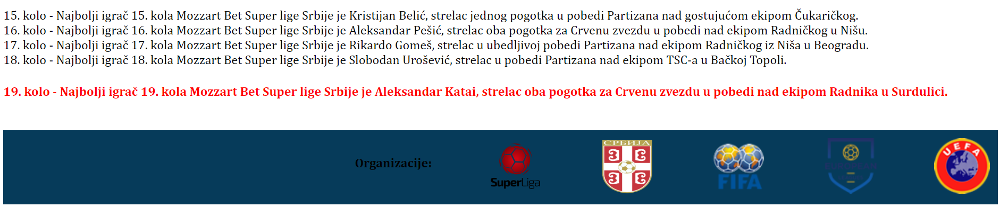 15. kolo - Najbolji igrač 15. kola Mozzart Bet Super lige Srbije je Kristijan Belić, strelac jednog pogotka u pobedi Partizana nad gostujućom ekipom Čukaričkog.
16. kolo - Najbolji igrač 16. kola Mozzart Bet Super lige Srbije je Aleksandar Pešić, strelac oba pogotka za Crvenu zvezdu u pobedi nad ekipom Radničkog u Nišu.
17. kolo - Najbolji igrač 17. kola Mozzart Bet Super lige Srbije je Rikardo Gomeš, strelac u ubedljivoj pobedi Partizana nad ekipom Radničkog iz Niša u Beogradu.
18. kolo - Najbolji igrač 18. kola Mozzart Bet Super lige Srbije je Slobodan Urošević, strelac u pobedi Partizana nad ekipom TSC-a u Bačkoj Topoli.
19. kolo - Najbolji igrač 19. kola Mozzart Bet Super lige Srbije je Aleksandar Katai, strelac oba pogotka za Crvenu zvezdu u pobedi nad ekipom Radnika u Surdulici.
Organizacije:
SuperLiga
СРБИЈА
FIFA
UEFA